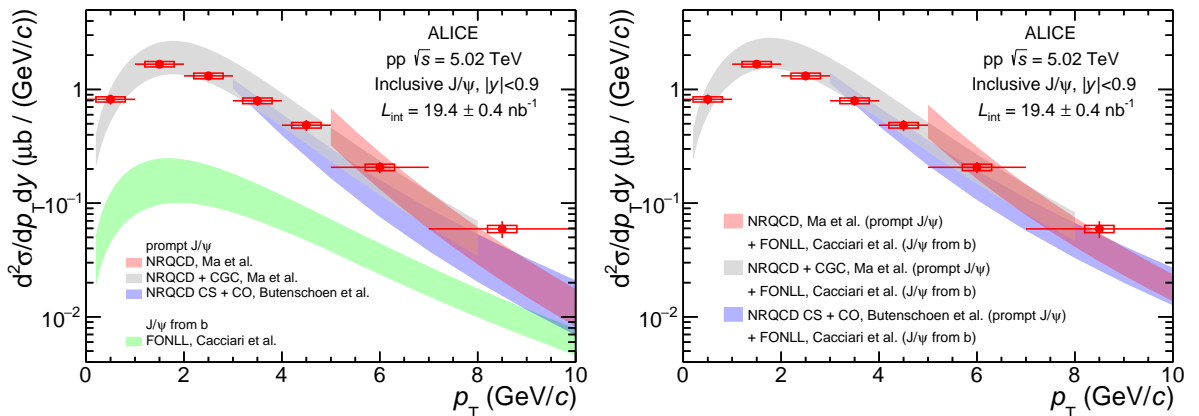 d²σ/dp_T dy (μb / (GeV/c))
1
10⁻¹
10⁻²
ALICE
pp √s = 5.02 TeV
Inclusive J/ψ, |y|<0.9
L_int = 19.4 ± 0.4 nb⁻¹
prompt J/ψ
NRQCD, Ma et al.
NRQCD + CGC, Ma et al.
NRQCD CS + CO, Butenschoen et al.
J/ψ from b
FONLL, Cacciari et al.
0 2 4 6 8 10
p_T (GeV/c)
d²σ/dp_T dy (μb / (GeV/c))
1
10⁻¹
10⁻²
ALICE
pp √s = 5.02 TeV
Inclusive J/ψ, |y|<0.9
L_int = 19.4 ± 0.4 nb⁻¹
NRQCD, Ma et al. (prompt J/ψ)
+ FONLL, Cacciari et al. (J/ψ from b)
NRQCD + CGC, Ma et al. (prompt J/ψ)
+ FONLL, Cacciari et al. (J/ψ from b)
NRQCD CS + CO, Butenschoen et al. (prompt J/ψ)
+ FONLL, Cacciari et al. (J/ψ from b)
0 2 4 6 8 10
p_T (GeV/c)